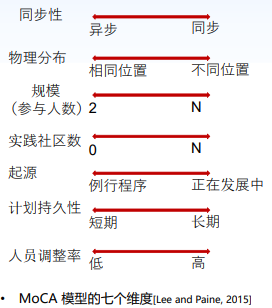 同步性
异步 同步
物理分布
相同位置 不同位置
规模
（参与人数） 2 N
实践社区数
0 N
起源
例行程序 正在发展中
计划持久性
短期 长期
人员调整率
低 高
• MoCA 模型的七个维度[Lee and Paine, 2015]